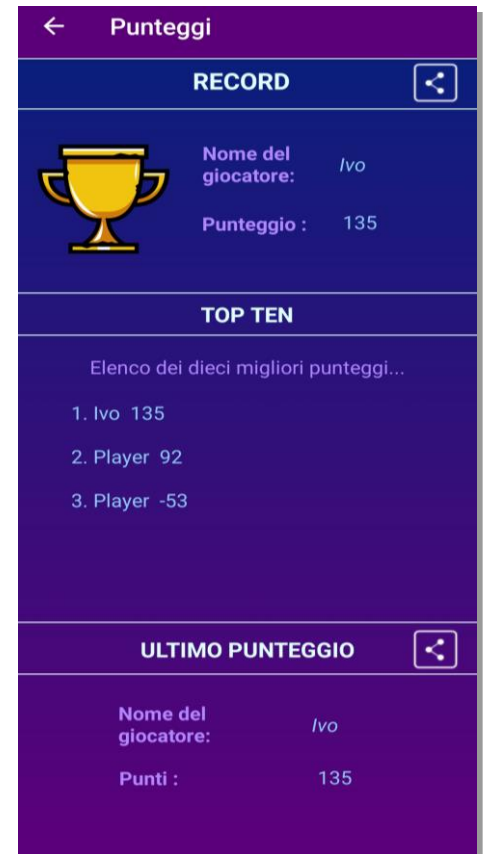 Punteggi
RECORD
Nome del
giocatore:
Ivo
Punteggio :
135
TOP TEN
Elenco dei dieci migliori punteggi...
1. Ivo 135
2. Player 92
3. Player -53
ULTIMO PUNTEGGIO
Nome del
giocatore:
Ivo
Punti :
135